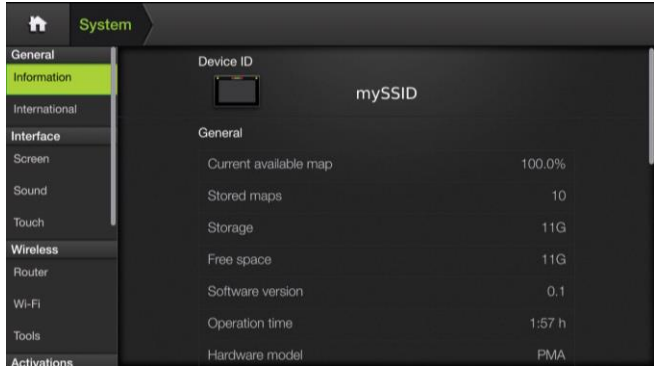 System
General
Information
International
Interface
Screen
Sound
Touch
Wireless
Router
Wi-Fi
Tools
Activations
Device ID
mySSID
General
Current available map 100.0%
Stored maps 10
Storage 11G
Free space 11G
Software version 0.1
Operation time 1:57 h
Hardware model PMA